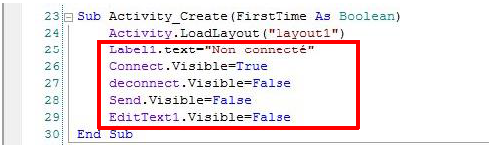 23 Sub Activity_Create(FirstTime As Boolean)
24 Activity.LoadLayout("layout1")
25 Label1.text="Non connecté"
26 Connect.Visible=True
27 deconnect.Visible=False
28 Send.Visible=False
29 EditText1.Visible=False
30 End Sub